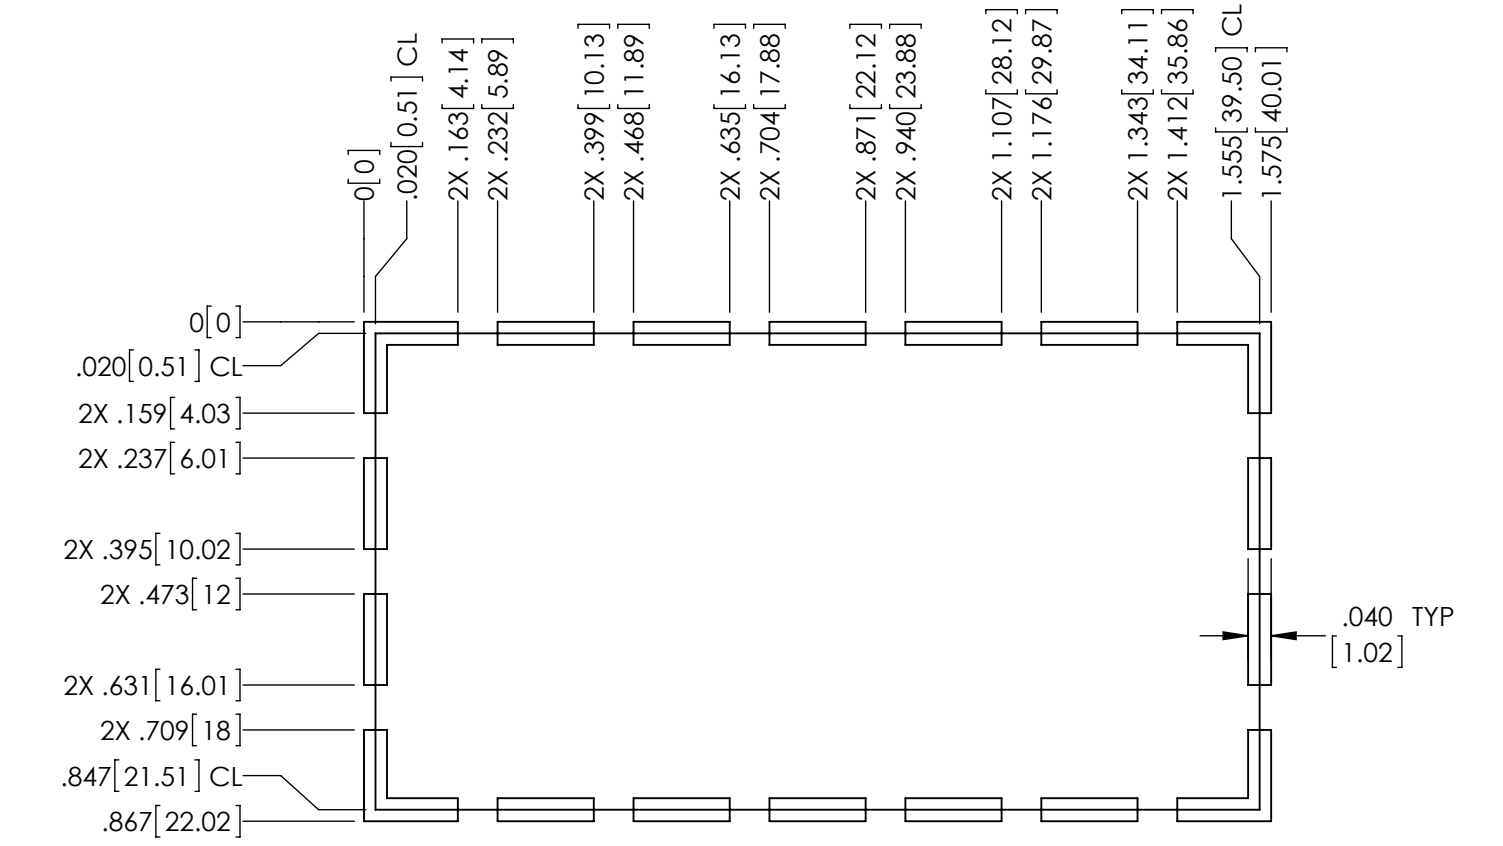 0[0]
.020[0.51] CL
2X .163[4.14]
2X .232[5.89]
2X .399[10.13]
2X .468[11.89]
2X .635[16.13]
2X .704[17.88]
2X .871[22.12]
2X .940[23.88]
2X 1.107[28.12]
2X 1.176[29.87]
2X 1.343[34.11]
2X 1.412[35.86]
1.555[39.50] CL
1.575[40.01]
0[0]
.020[0.51] CL
2X .159[4.03]
2X .237[6.01]
2X .395[10.02]
2X .473[12]
2X .631[16.01]
2X .709[18]
.847[21.51] CL
.867[22.02]
.040 TYP
[1.02]